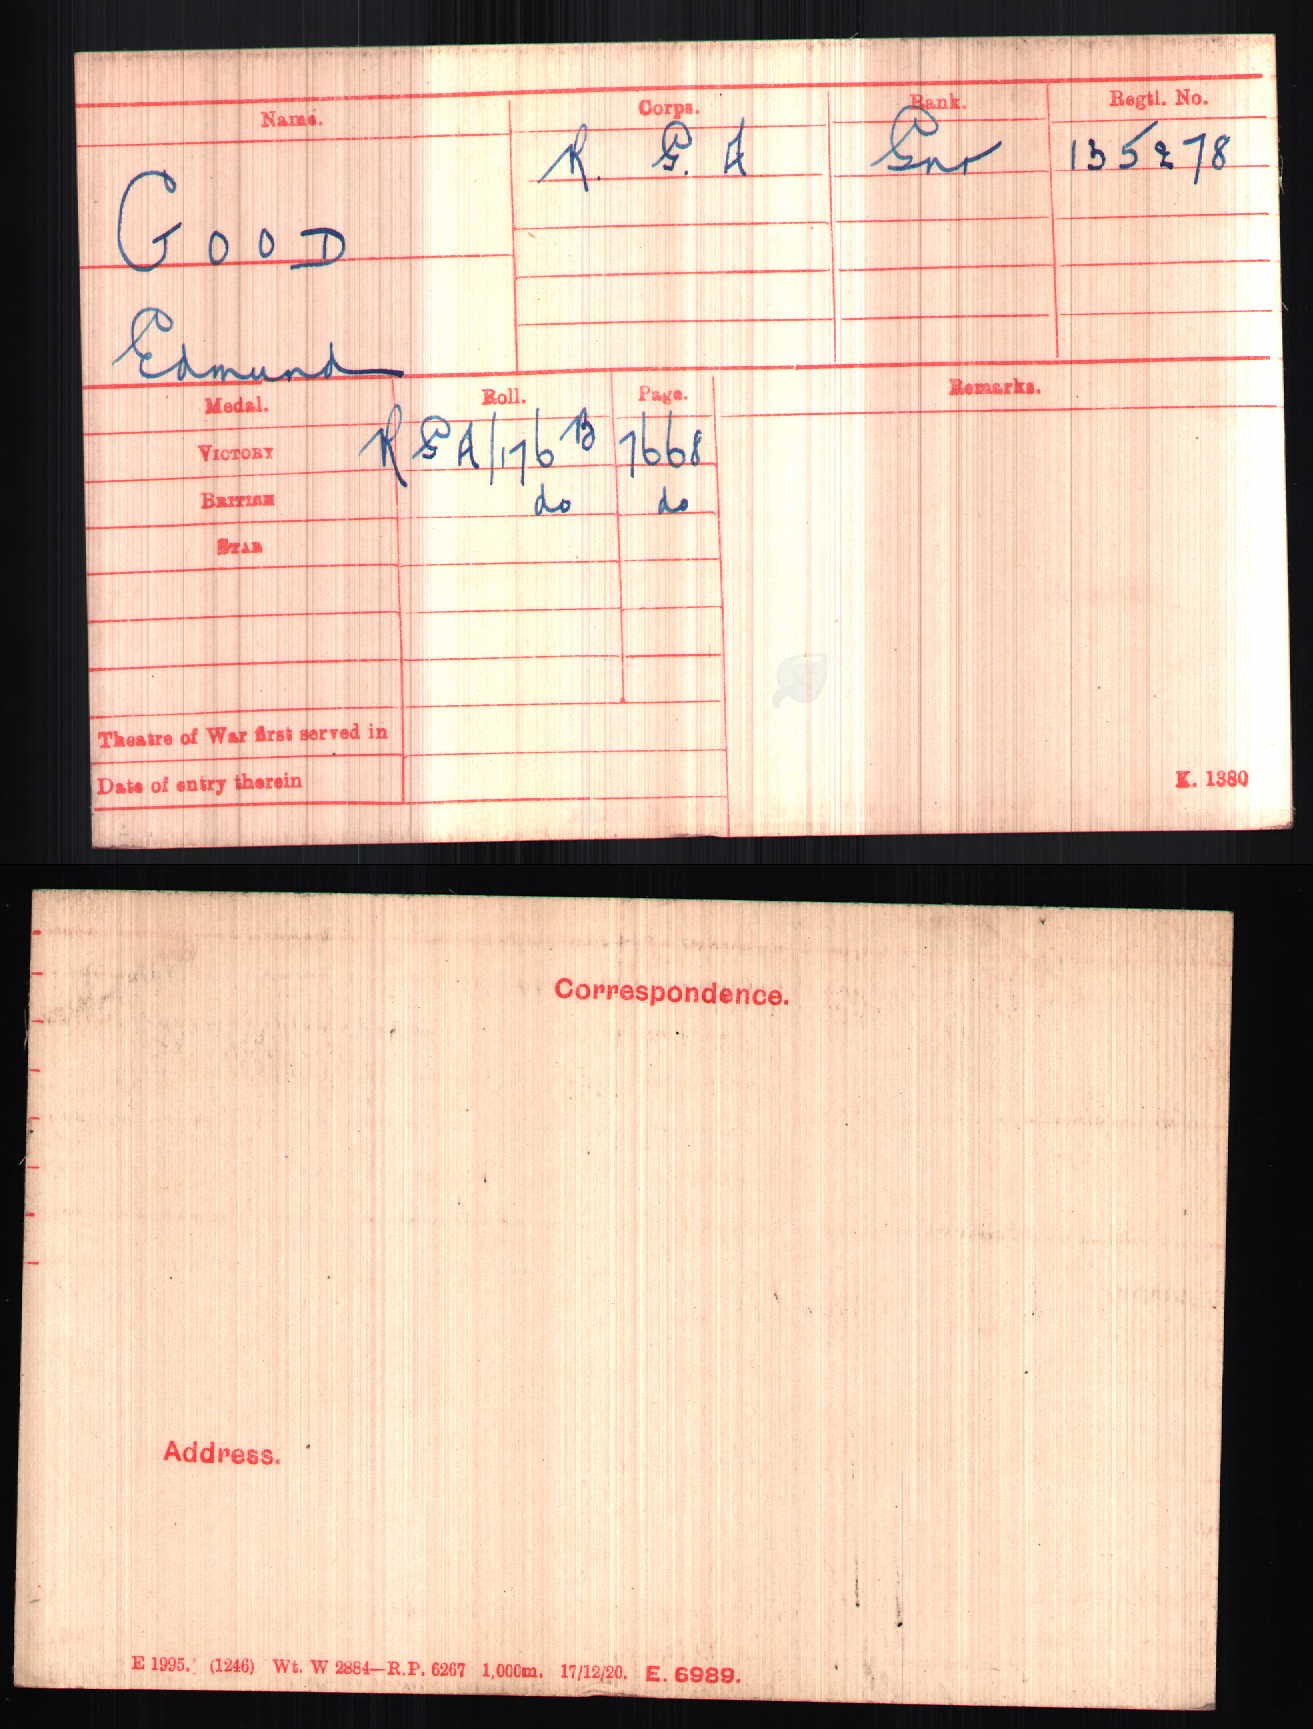 Name. Corps. Rank. Regtl. No.
R. G. A Gnr 135278
GOOD
Edmund
Medal. Roll. Page. Remarks.
VICTORY RGA/176B 7668
BRITISH do do
STAR
Theatre of War first served in
Date of entry therein
K. 1380
Correspondence.
Address.
E 1995. (1246) Wt. W 2884—R.P. 6267 1,000m. 17/12/20. E. 6989.